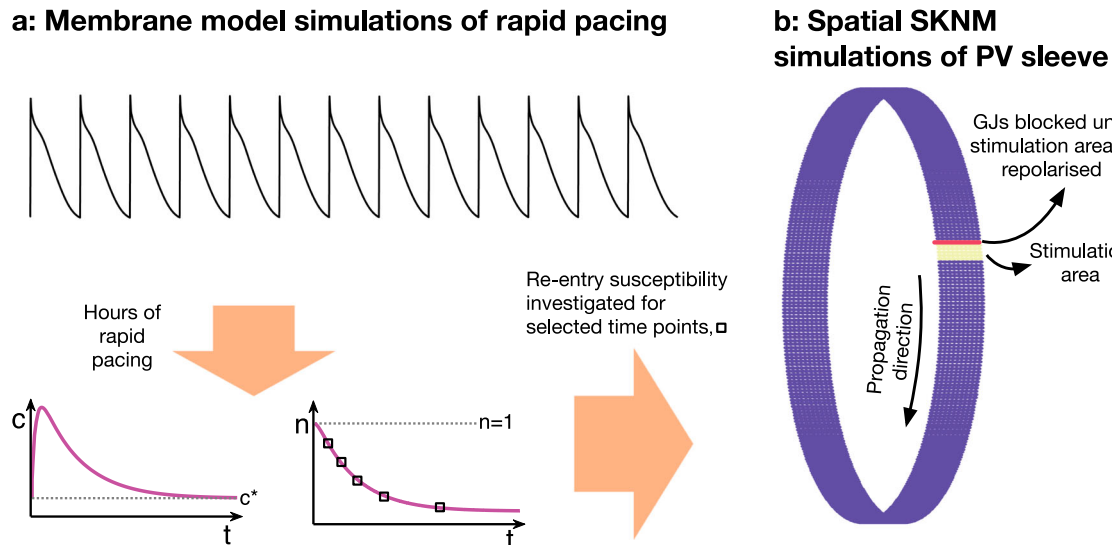 a: Membrane model simulations of rapid pacing
b: Spatial SKNM
simulations of PV sleeve
GJs blocked un
stimulation area
repolarised
Stimulatio
area
Propagation
direction
Hours of
rapid
pacing
Re-entry susceptibility
investigated for
selected time points,
c
c*
t
n
n=1
t